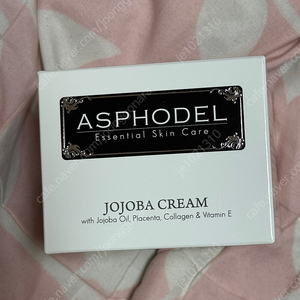 ASPHODEL
Essential Skin Care
JOJOBA CREAM
with Jojoba Oil, Placenta, Collagen & Vitamin E